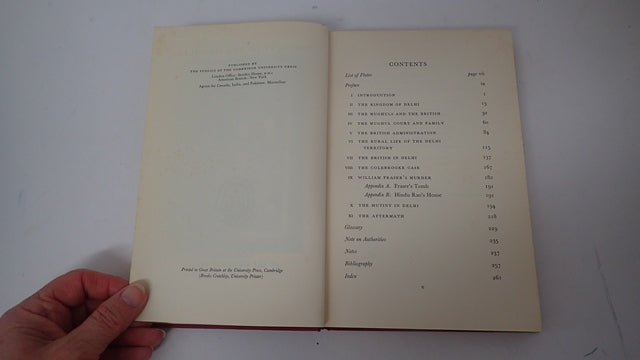 PUBLISHED BY
THE SYNDICS OF THE CAMBRIDGE UNIVERSITY PRESS
London Office: Bentley House, N.W.1
American Branch: New York
Agents for Canada, India, and Pakistan: Macmillan
Printed in Great Britain at the University Press, Cambridge
(Brooke Crutchley, University Printer)
CONTENTS
List of Plates page vii
Preface ix
I INTRODUCTION 1
II THE KINGDOM OF DELHI 13
III THE MUGHULS AND THE BRITISH 32
IV THE MUGHUL COURT AND FAMILY 60
V THE BRITISH ADMINISTRATION 84
VI THE RURAL LIFE OF THE DELHI
TERRITORY 115
VII THE BRITISH IN DELHI 137
VIII THE COLEBROOKE CASE 167
IX WILLIAM FRASER'S MURDER 182
Appendix A. Fraser's Tomb 191
Appendix B. Hindu Rao's House 191
X THE MUTINY IN DELHI 194
XI THE AFTERMATH 218
Glossary 229
Note on Authorities 235
Notes 237
Bibliography 257
Index 260
v